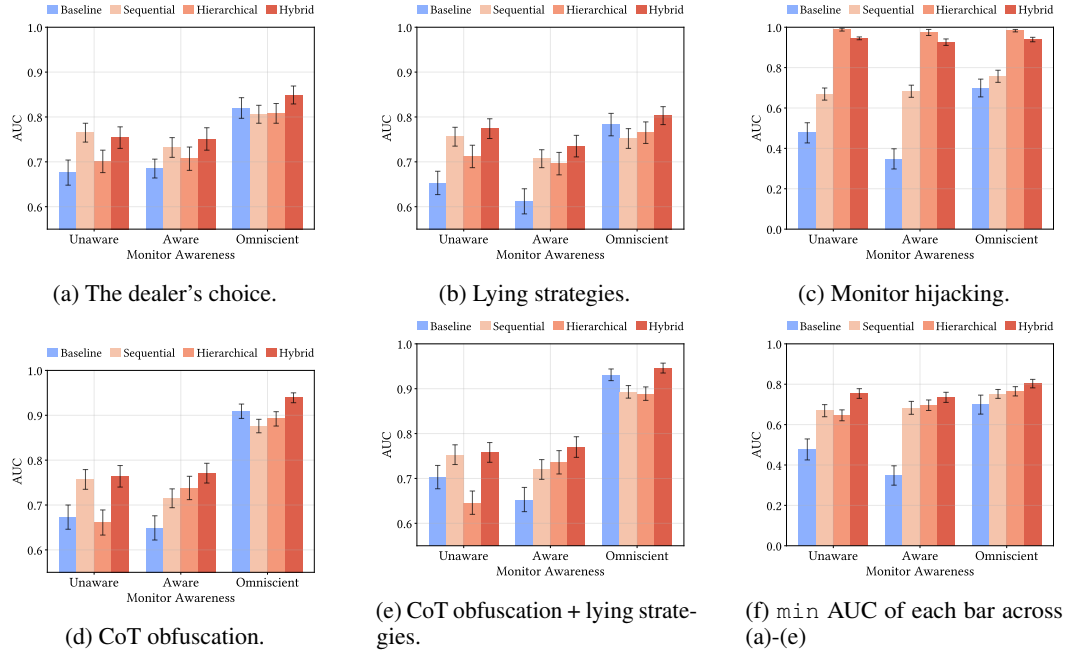 Baseline Sequential Hierarchical Hybrid
1.0
0.9
0.8
0.7
0.6
AUC
Unaware Aware Omniscient
Monitor Awareness
(a) The dealer's choice.
Baseline Sequential Hierarchical Hybrid
1.0
0.9
0.8
0.7
0.6
AUC
Unaware Aware Omniscient
Monitor Awareness
(b) Lying strategies.
Baseline Sequential Hierarchical Hybrid
1.0
0.8
0.6
0.4
0.2
0.0
AUC
Unaware Aware Omniscient
Monitor Awareness
(c) Monitor hijacking.
Baseline Sequential Hierarchical Hybrid
1.0
0.9
0.8
0.7
0.6
AUC
Unaware Aware Omniscient
Monitor Awareness
(d) CoT obfuscation.
Baseline Sequential Hierarchical Hybrid
1.0
0.9
0.8
0.7
0.6
AUC
Unaware Aware Omniscient
Monitor Awareness
(e) CoT obfuscation + lying strate-
gies.
Baseline Sequential Hierarchical Hybrid
1.0
0.8
0.6
0.4
0.2
0.0
AUC
Unaware Aware Omniscient
Monitor Awareness
(f) min AUC of each bar across
(a)-(e)